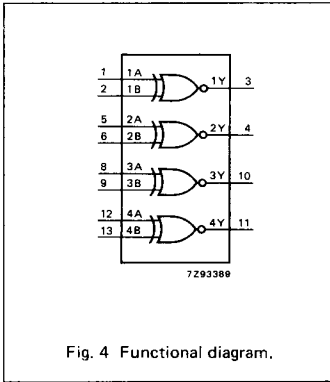 1 1A 1Y 3
2 1B
5 2A 2Y 4
6 2B
8 3A 3Y 10
9 3B
12 4A 4Y 11
13 4B
7Z93389
Fig. 4 Functional diagram.